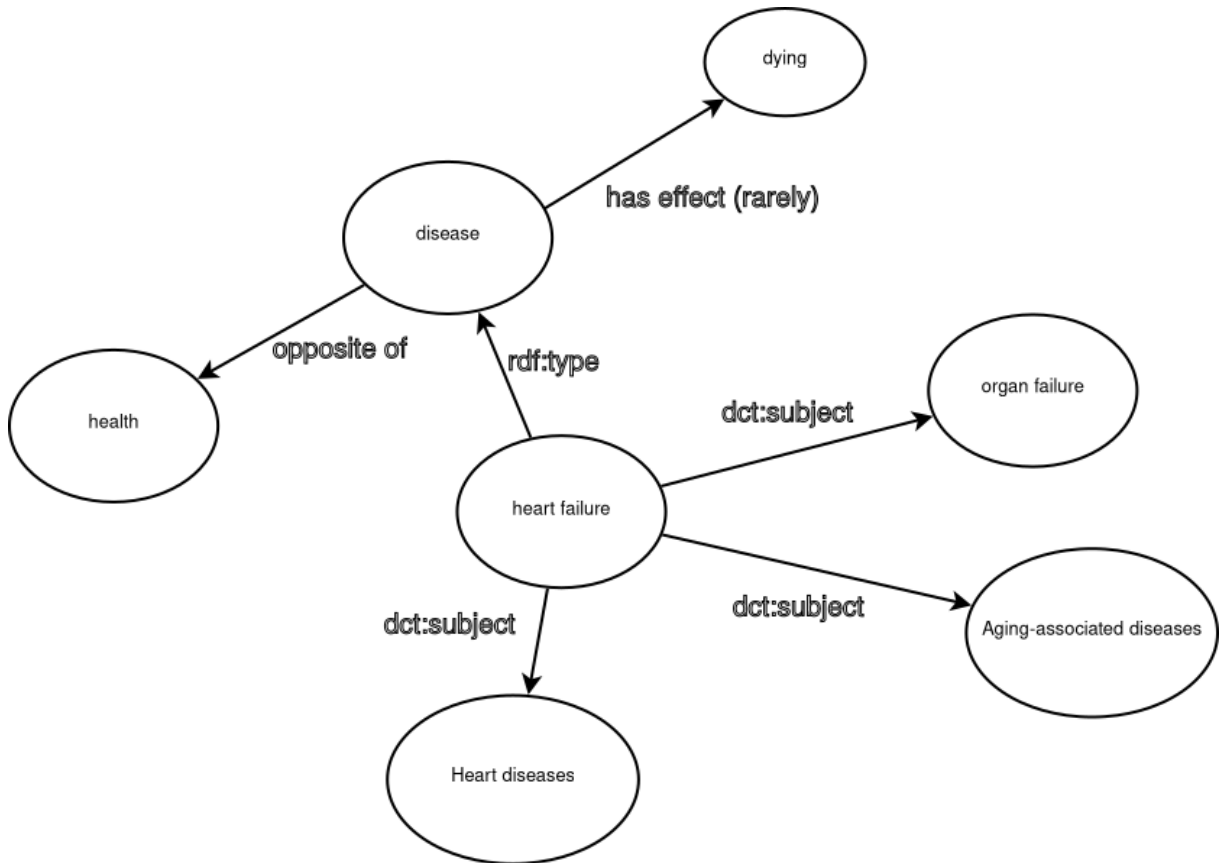 dying
has effect (rarely)
disease
opposite of
rdf:type
health
organ failure
dct:subject
heart failure
dct:subject
dct:subject
Aging-associated diseases
Heart diseases